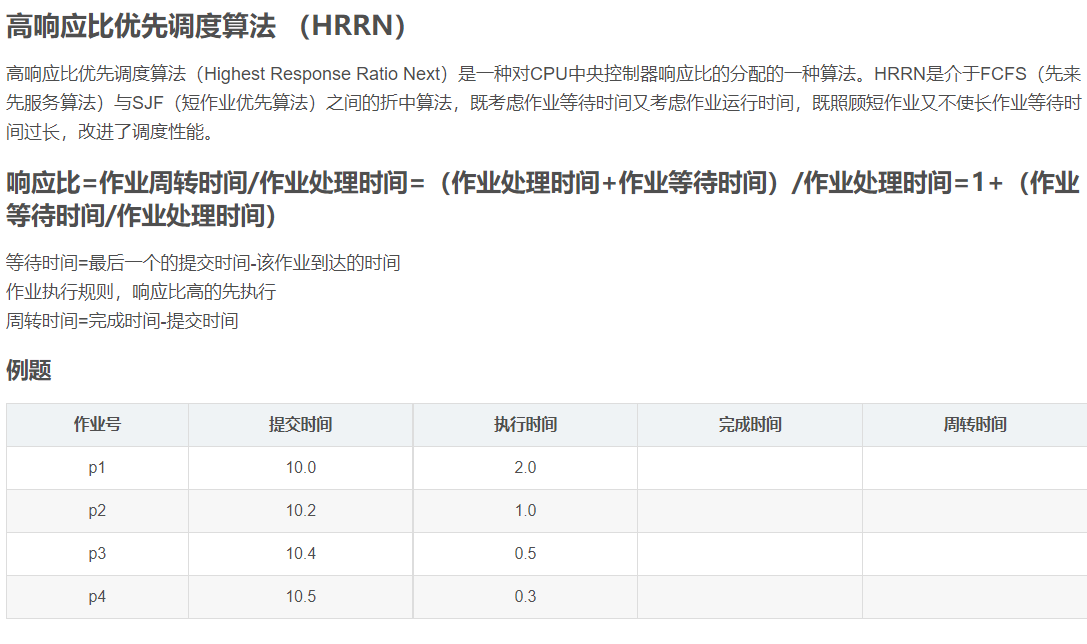 高响应比优先调度算法 （HRRN）
高响应比优先调度算法（Highest Response Ratio Next）是一种对CPU中央控制器响应比的分配的一种算法。HRRN是介于FCFS（先来
先服务算法）与SJF（短作业优先算法）之间的折中算法，既考虑作业等待时间又考虑作业运行时间，既照顾短作业又不使长作业等待时
间过长，改进了调度性能。
响应比=作业周转时间/作业处理时间=（作业处理时间+作业等待时间）/作业处理时间=1+（作业
等待时间/作业处理时间）
等待时间=最后一个的提交时间-该作业到达的时间
作业执行规则，响应比高的先执行
周转时间=完成时间-提交时间
例题
作业号 提交时间 执行时间 完成时间 周转时间
p1 10.0 2.0
p2 10.2 1.0
p3 10.4 0.5
p4 10.5 0.3